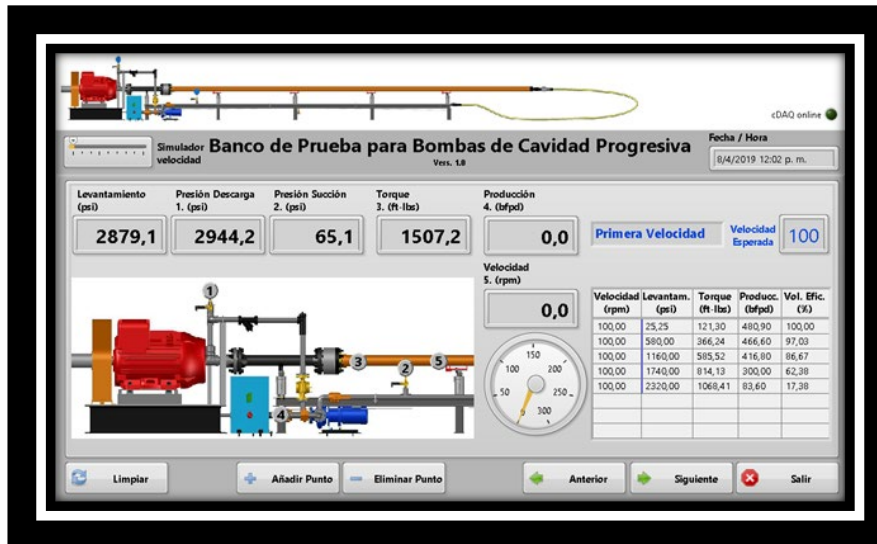 cDAQ online
Simulador velocidad
Banco de Prueba para Bombas de Cavidad Progresiva
Vers. 1.0
Fecha / Hora
8/4/2019 12:02 p. m.
Levantamiento (psi)
2879,1
Presión Descarga 1. (psi)
2944,2
Presión Succión 2. (psi)
65,1
Torque 3. (ft-lbs)
1507,2
Producción 4. (bfpd)
0,0
Primera Velocidad
Velocidad Esperada
100
Velocidad 5. (rpm)
0,0
1
2
3
4
5
0
50
100
150
200
250
300
Velocidad (rpm) Levantam. (psi) Torque (ft-lbs) Producc. (bfpd) Vol. Efic. (%)
100,00 25,25 121,30 480,90 100,00
100,00 580,00 366,24 466,60 97,03
100,00 1160,00 585,52 416,80 86,67
100,00 1740,00 814,13 300,00 62,38
100,00 2320,00 1068,41 83,60 17,38
Limpiar
Añadir Punto
Eliminar Punto
Anterior
Siguiente
Salir